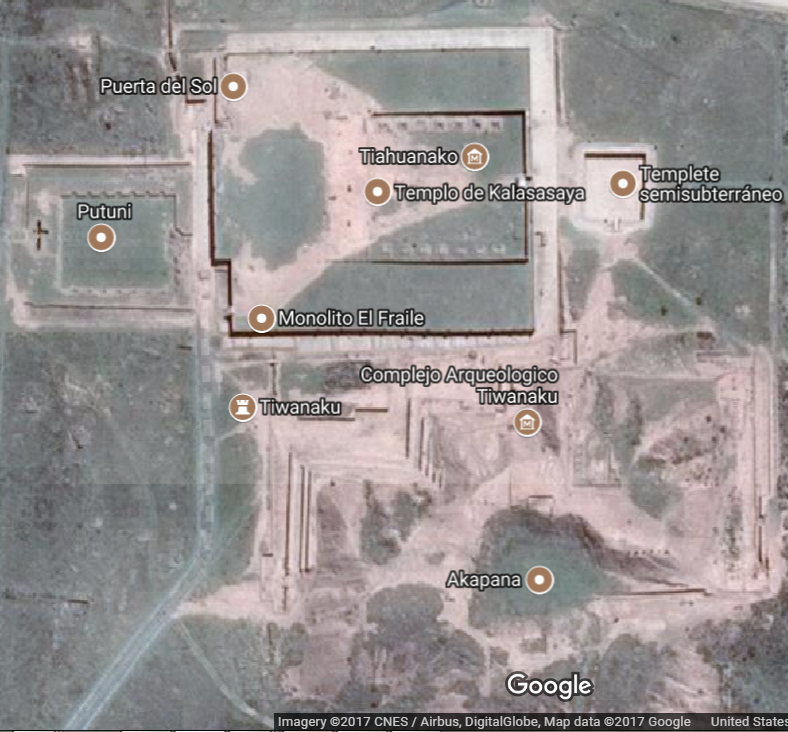 Puerta del Sol
Tiahuanako
Templo de Kalasasaya
Templete
semisubterráneo
Putuni
Monolito El Fraile
Complejo Arqueologico
Tiwanaku
Tiwanaku
Akapana
Google
Imagery ©2017 CNES / Airbus, DigitalGlobe, Map data ©2017 Google United States